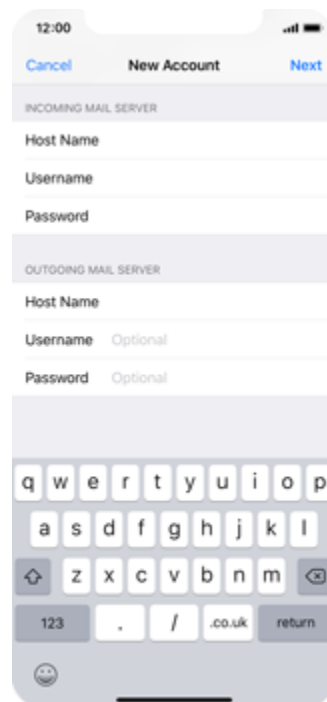 12:00
Cancel New Account Next
INCOMING MAIL SERVER
Host Name
Username
Password
OUTGOING MAIL SERVER
Host Name
Username Optional
Password Optional
q w e r t y u i o p
a s d f g h j k l
z x c v b n m
123 . / .co.uk return